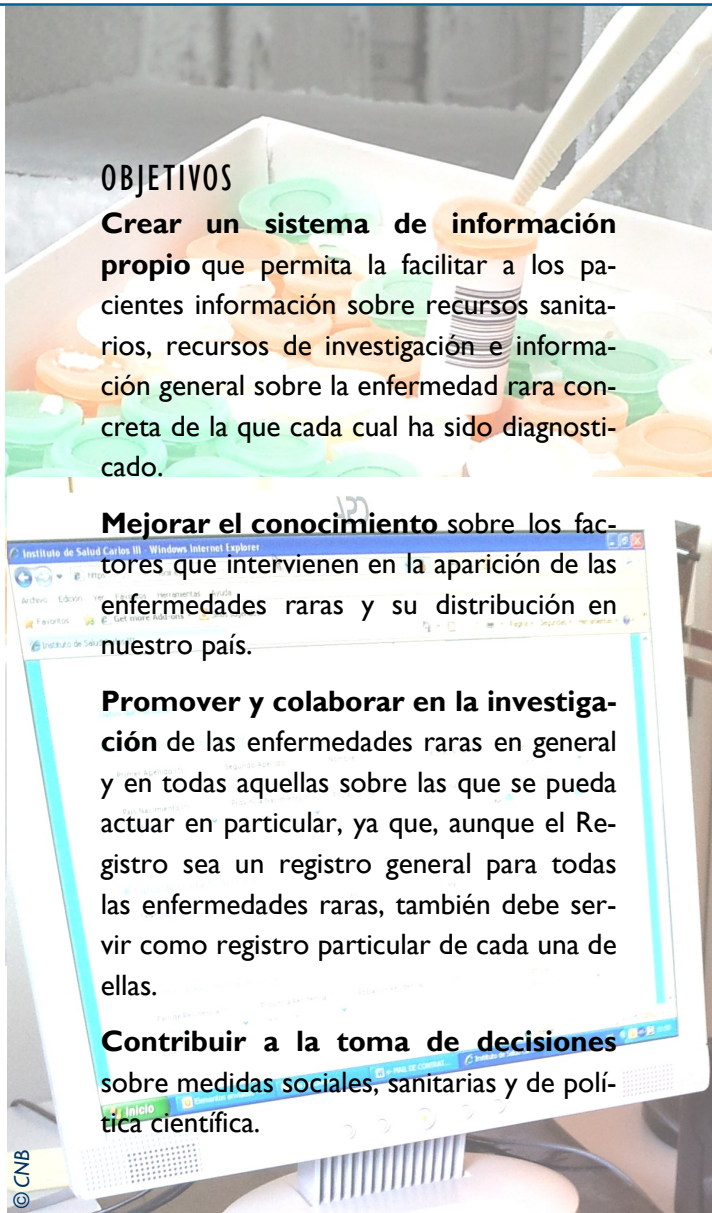 OBJETIVOS
Crear un sistema de información
propio que permita la facilitar a los pa-
cientes información sobre recursos sanita-
rios, recursos de investigación e informa-
ción general sobre la enfermedad rara con-
creta de la que cada cual ha sido diagnosti-
cado.
Mejorar el conocimiento sobre los fac-
Instituto de Salud Carlos III - Windows Internet Explorer
tores que intervienen en la aparición de las
enfermedades raras y su distribución en
nuestro país.
Promover y colaborar en la investiga-
ción de las enfermedades raras en general
y en todas aquellas sobre las que se pueda
actuar en particular, ya que, aunque el Re-
gistro sea un registro general para todas
las enfermedades raras, también debe ser-
vir como registro particular de cada una de
ellas.
Contribuir a la toma de decisiones
sobre medidas sociales, sanitarias y de polí-
Inicio
tica científica.
© CNB